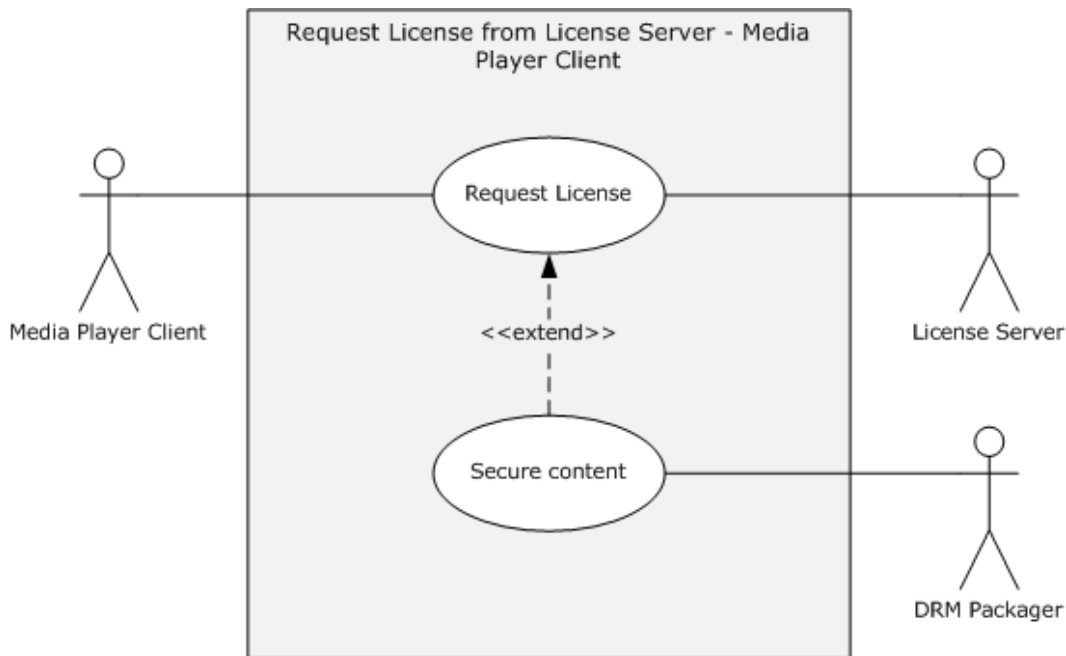 Request License from License Server - Media
Player Client
Request License
Media Player Client
License Server
<<extend>>
Secure content
DRM Packager